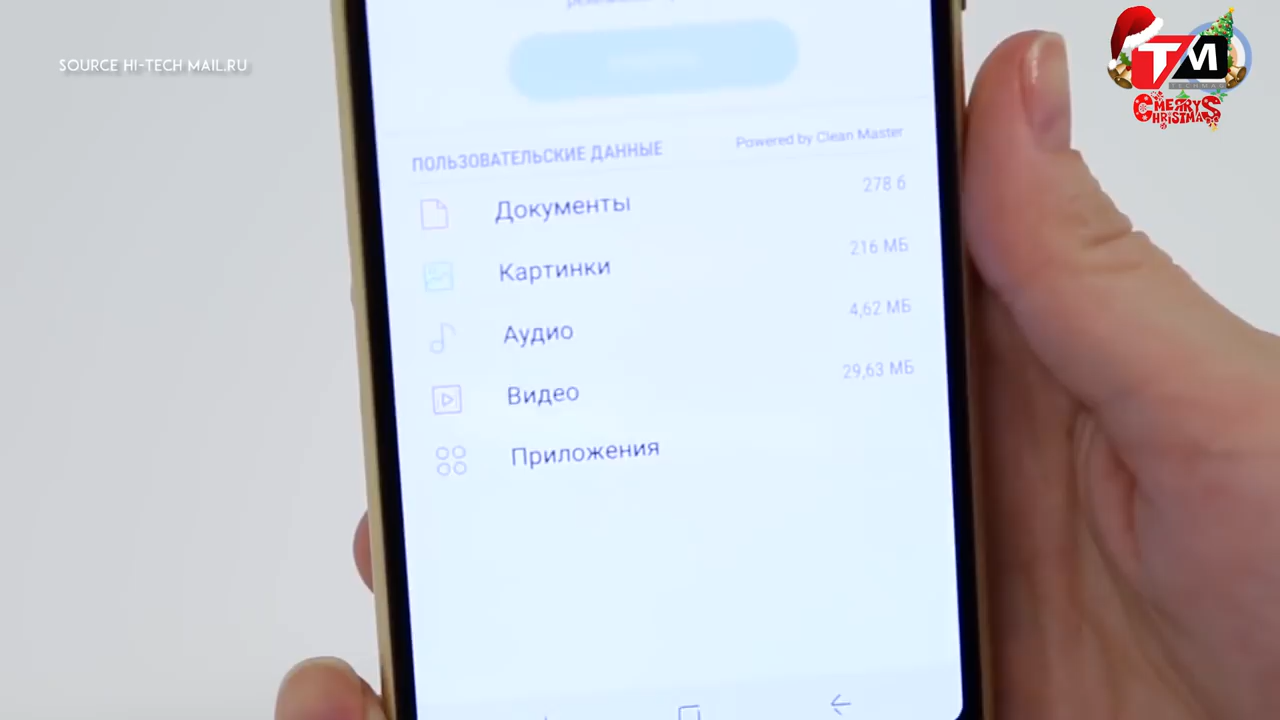 SOURCE HI-TECH MAIL.RU
TM
TECHMAG
MERRY CHRISTMAS
ПОЛЬЗОВАТЕЛЬСКИЕ ДАННЫЕ
Powered by Clean Master
Документы 278 б
Картинки 216 МБ
Аудио 4,62 МБ
Видео 29,63 МБ
Приложения